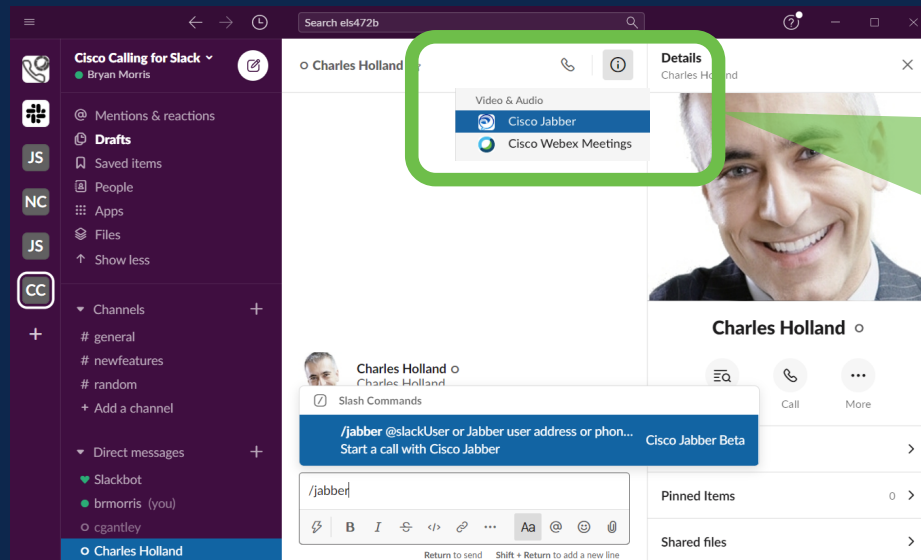 Search els472b
Cisco Calling for Slack
Bryan Morris
JS
NC
JS
CC
+
@ Mentions & reactions
Drafts
Saved items
People
Apps
Files
Show less
Channels +
# general
# newfeatures
# random
+ Add a channel
Direct messages +
Slackbot
brmorris (you)
cgantley
Charles Holland
Charles Holland
Video & Audio
Cisco Jabber
Cisco Webex Meetings
Charles Holland
Charles Holland
Slash Commands
/jabber @slackUser or Jabber user address or phon...
Start a call with Cisco Jabber
Cisco Jabber Beta
/jabber
B I Aa @
Return to send Shift + Return to add a new line
Details
Charles Holland
Charles Holland
Call
More
Pinned Items 0
Shared files